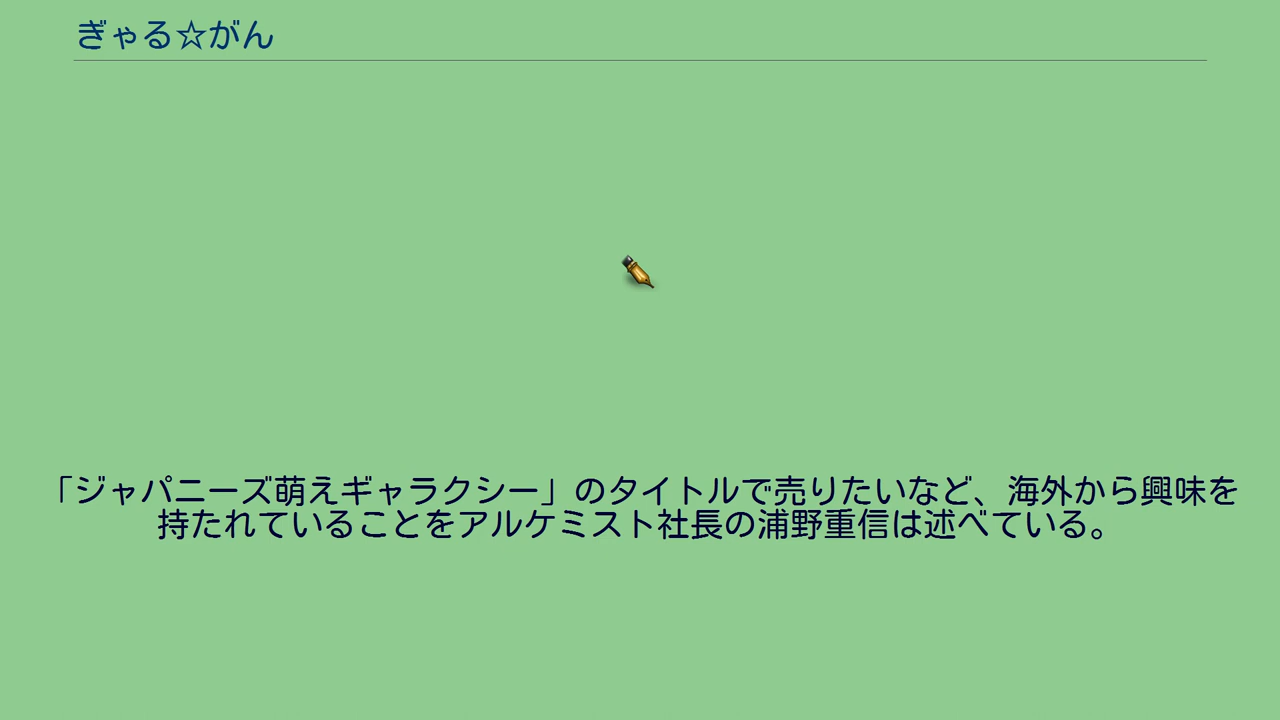 ぎゃる☆がん
「ジャパニーズ萌えギャラクシー」のタイトルで売りたいなど、海外から興味を
持たれていることをアルケミスト社長の浦野重信は述べている。